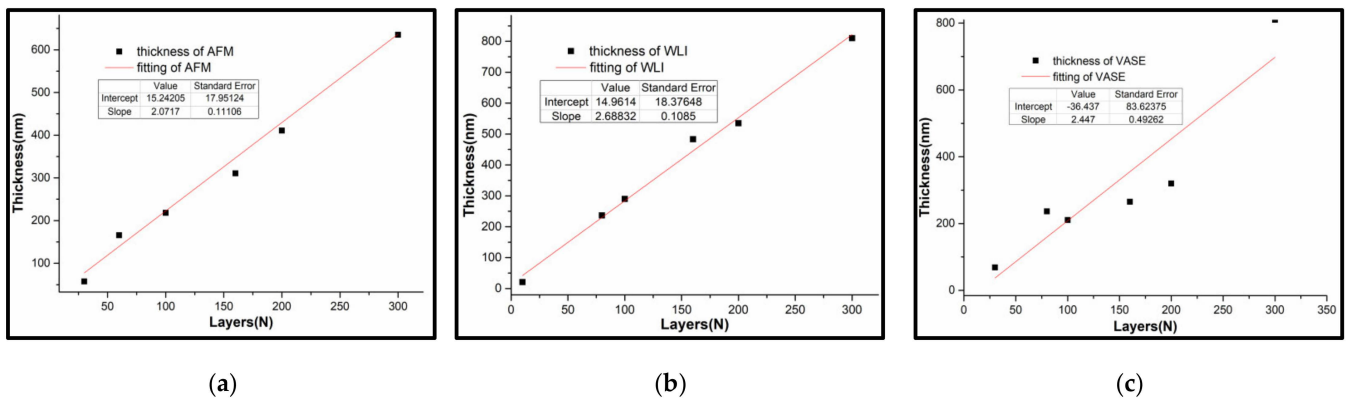 thickness of AFM
fitting of AFM
Value Standard Error
Intercept 15.24205 17.95124
Slope 2.0717 0.11106
Thickness(nm)
600
500
400
300
200
100
50 100 150 200 250 300
Layers(N)
(a)
thickness of WLI
fitting of WLI
Value Standard Error
Intercept 14.9614 18.37648
Slope 2.68832 0.1085
Thickness(nm)
800
700
600
500
400
300
200
100
0
0 50 100 150 200 250 300
Layers(N)
(b)
thickness of VASE
fitting of VASE
Value Standard Error
Intercept -36.437 83.62375
Slope 2.447 0.49262
Thickness(nm)
800
600
400
200
0
0 50 100 150 200 250 300 350
Layers(N)
(c)